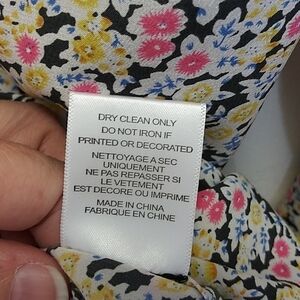 DRY CLEAN ONLY
DO NOT IRON IF
PRINTED OR DECORATED
NETTOYAGE A SEC
UNIQUEMENT
NE PAS REPASSER SI
LE VETEMENT
EST DECORE OU IMPRIME
MADE IN CHINA
FABRIQUE EN CHINE